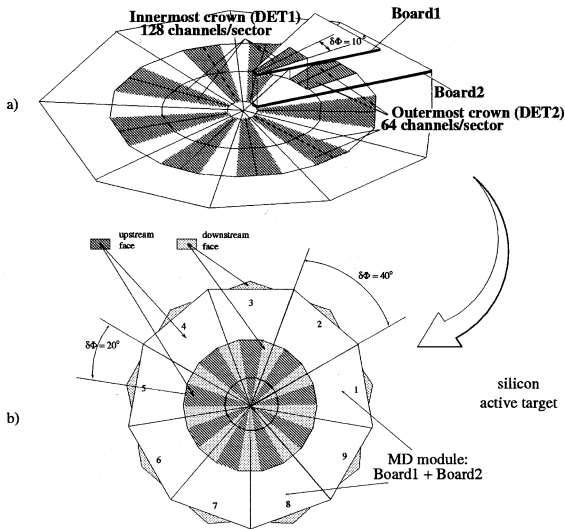 Innermost crown (DET1)
128 channels/sector
Board1
δΦ = 10°
Board2
a)
Outermost crown (DET2)
64 channels/sector
upstream
face
downstream
face
δΦ = 40°
3
4
2
δΦ = 20°
5
1
silicon
active target
b)
6
9
MD module:
Board1 + Board2
7
8